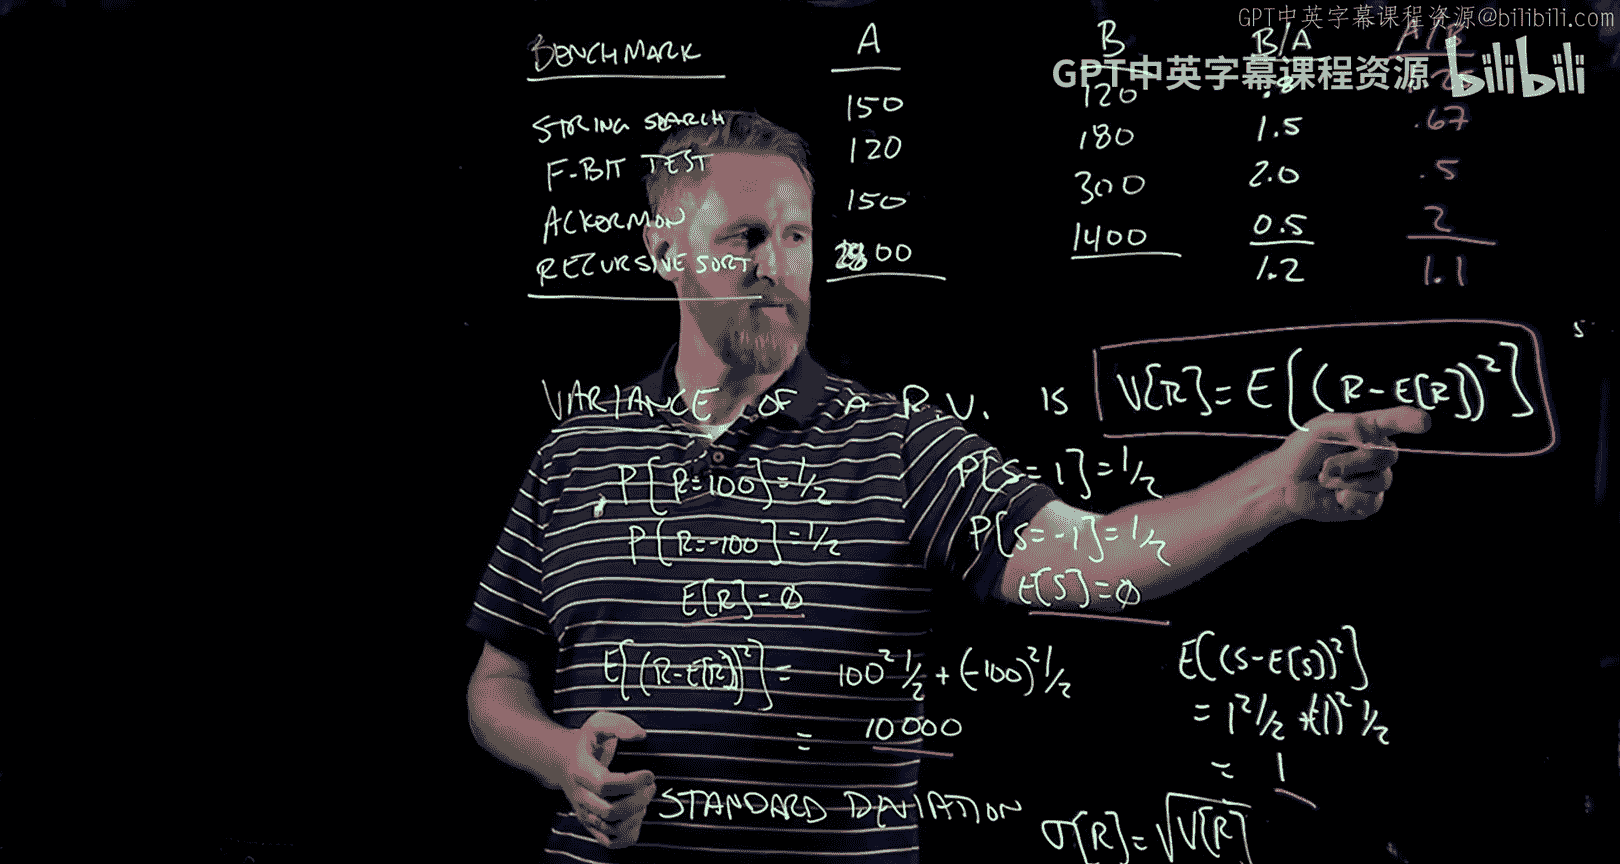 GPT中英字幕课程资源@bilibili.com
GPT中英字幕课程资源 bilibili
BENCHMARK A B B/A A/B
STRING SEARCH 150 120
F-BIT TEST 120 180 1.5 .67
ACKERMON 150 300 2.0 .5
RECURSIVE SORT 00 1400 0.5 2
1.2 1.1
VARIANCE OF A R.V. IS V[R] = E[(R-E[R])²]
P[R=100]=1/2 P[S=1]=1/2
P[R=-100]=1/2 P[S=-1]=1/2
E[R]=0 E[S]=0
E[(R-E[R])²] = 100² 1/2 + (-100)² 1/2
= 10000
E[(S-E[S])²]
= 1² 1/2 + (-1)² 1/2
= 1
STANDARD DEVIATION σ[R]=√V[R]